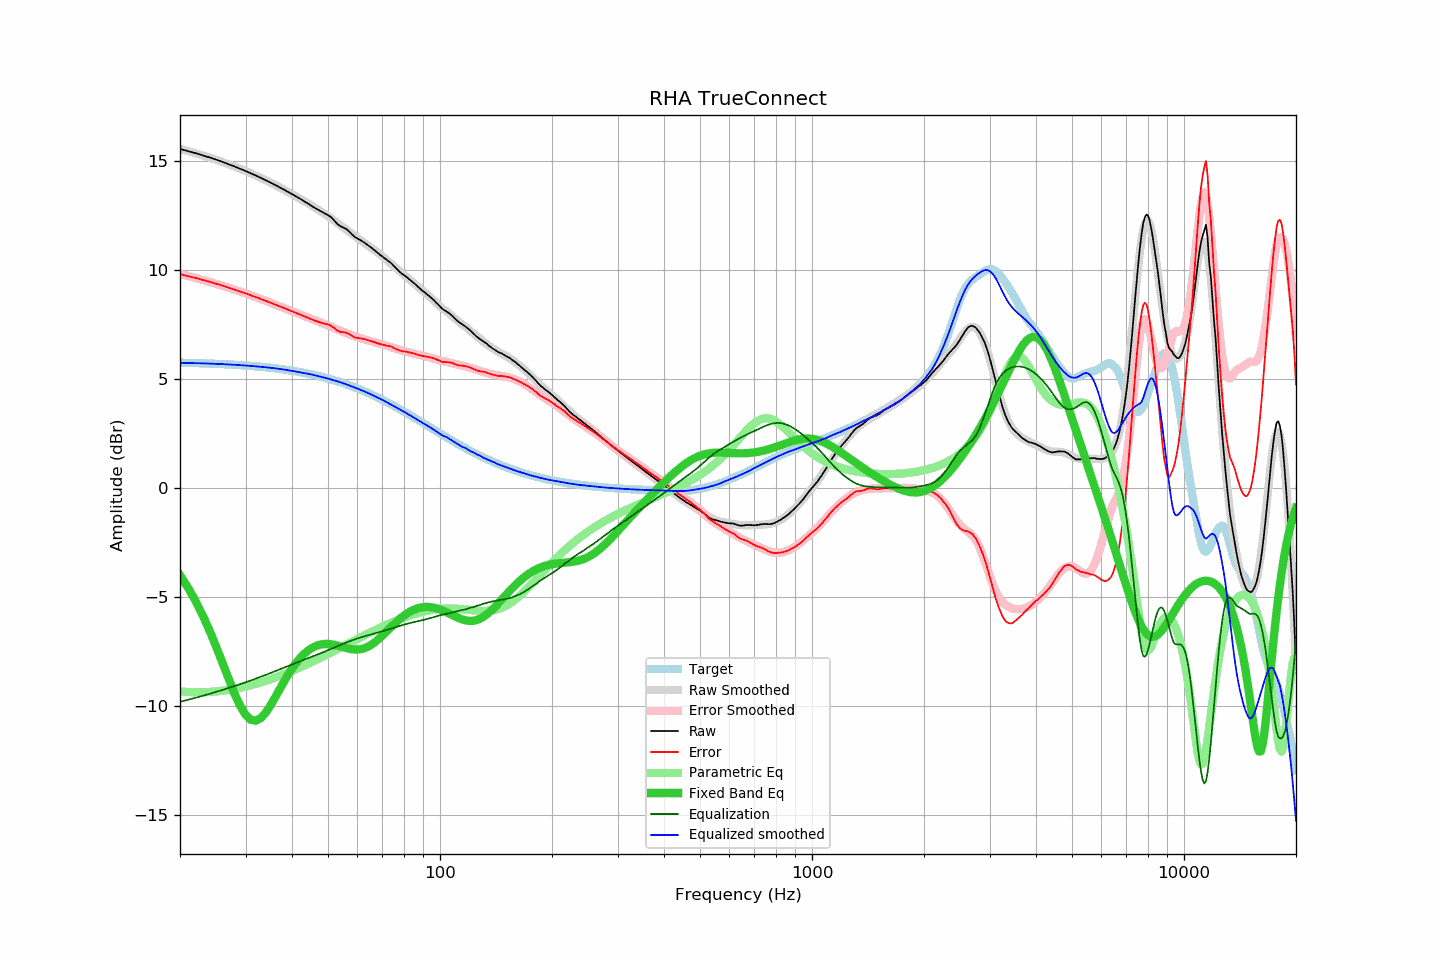 RHA TrueConnect
Amplitude (dBr)
15
10
5
0
−5
−10
−15
Target
Raw Smoothed
Error Smoothed
Raw
Error
Parametric Eq
Fixed Band Eq
Equalization
Equalized smoothed
100
1000
10000
Frequency (Hz)